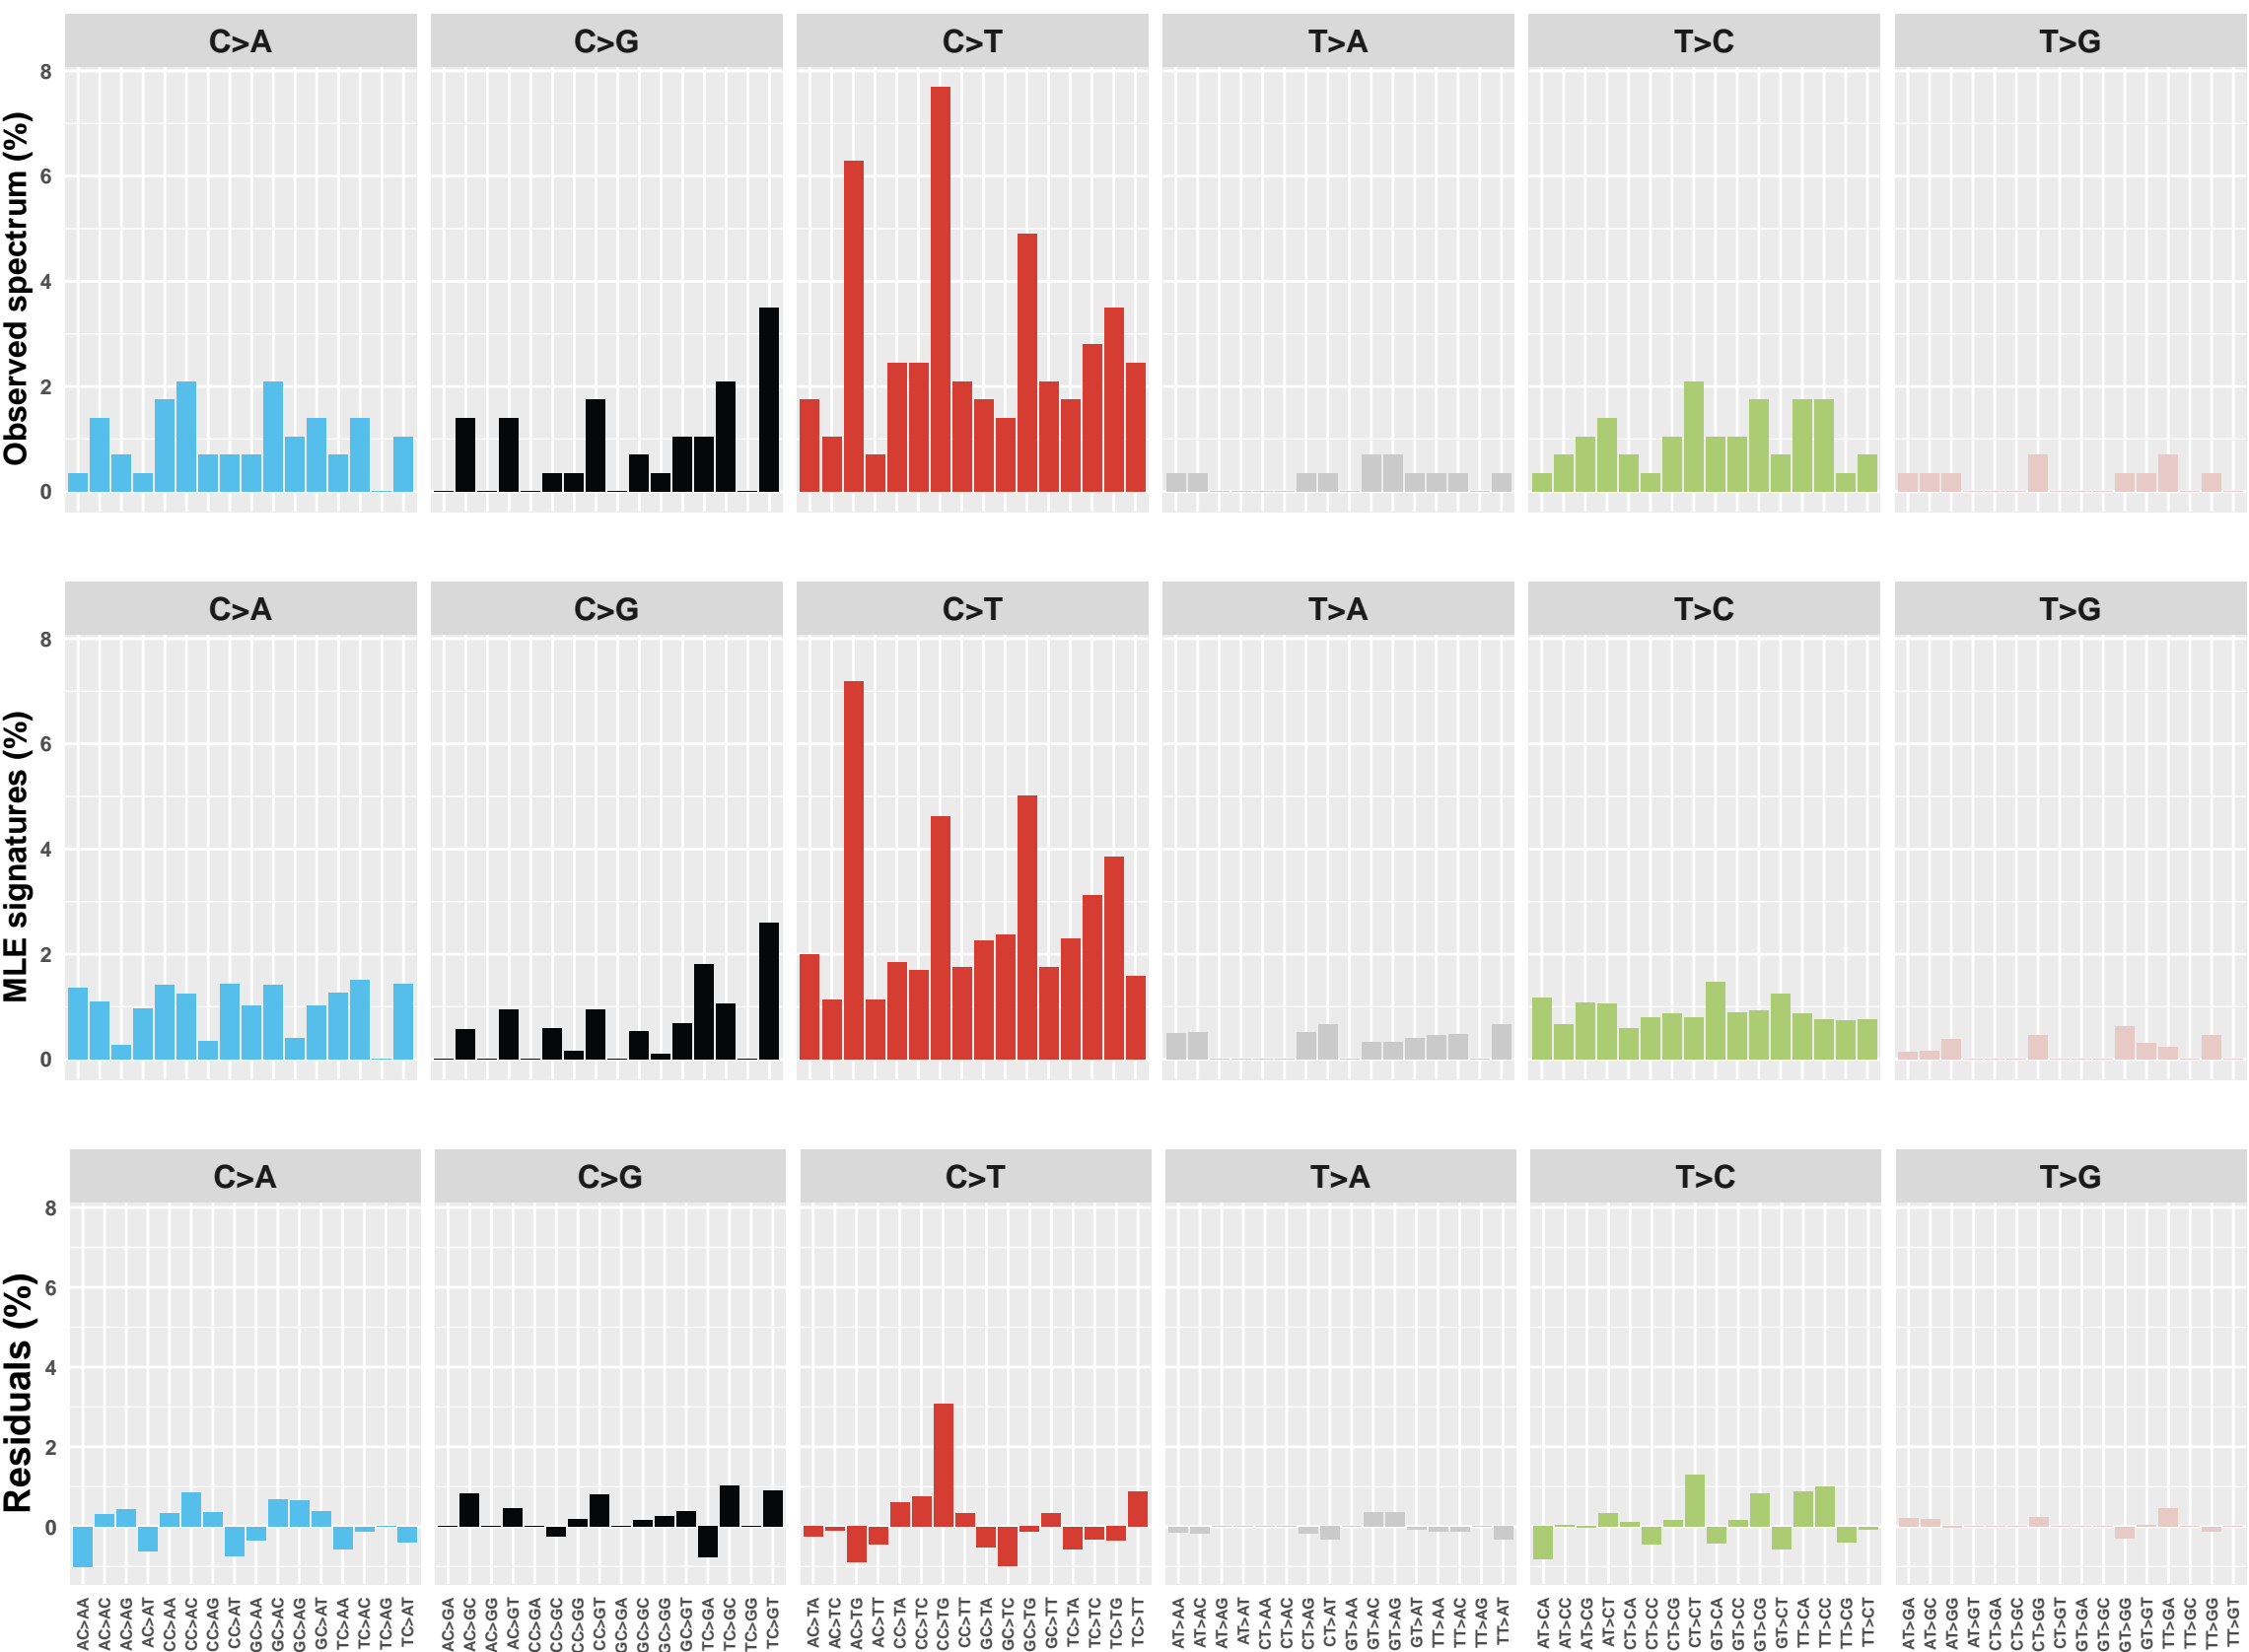 C>A C>G C>T T>A T>C T>G
Observed spectrum (%)
8
6
4
2
0
C>A C>G C>T T>A T>C T>G
MLE signatures (%)
8
6
4
2
0
C>A C>G C>T T>A T>C T>G
Residuals (%)
8
6
4
2
0
AC>AA AC>AC AC>AG AC>AT CC>AA CC>AC CC>AG CC>AT GC>AA GC>AC GC>AG GC>AT TC>AA TC>AC TC>AG TC>AT
AC>GA AC>GC AC>GG AC>GT CC>GA CC>GC CC>GG CC>GT GC>GA GC>GC GC>GG GC>GT TC>GA TC>GC TC>GG TC>GT
AC>TA AC>TC AC>TG AC>TT CC>TA CC>TC CC>TG CC>TT GC>TA GC>TC GC>TG GC>TT TC>TA TC>TC TC>TG TC>TT
AT>AA AT>AC AT>AG AT>AT CT>AA CT>AC CT>AG CT>AT GT>AA GT>AC GT>AG GT>AT TT>AA TT>AC TT>AG TT>AT
AT>CA AT>CC AT>CG AT>CT CT>CA CT>CC CT>CG CT>CT GT>CA GT>CC GT>CG GT>CT TT>CA TT>CC TT>CG TT>CT
AT>GA AT>GC AT>GG AT>GT CT>GA CT>GC CT>GG CT>GT GT>GA GT>GC GT>GG GT>GT TT>GA TT>GC TT>GG TT>GT